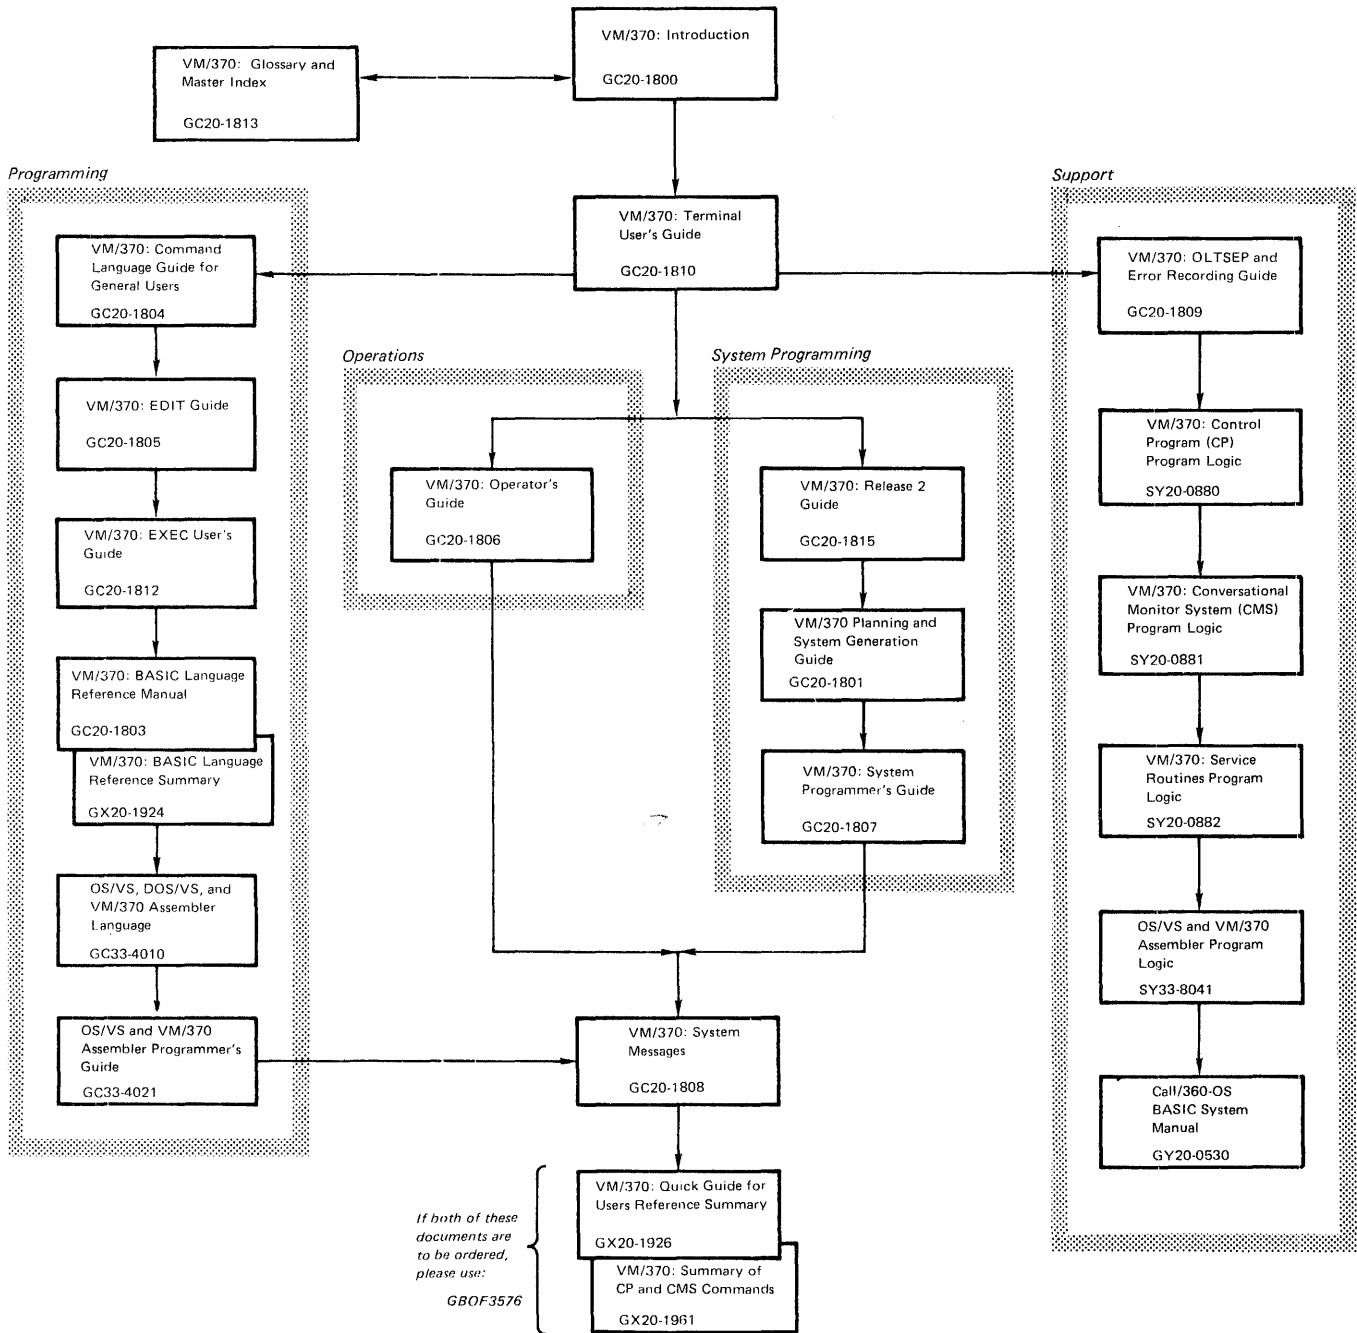 VM/370: Introduction
GC20-1800
VM/370: Glossary and
Master Index
GC20-1813
Programming
VM/370: Command
Language Guide for
General Users
GC20-1804
VM/370: EDIT Guide
GC20-1805
VM/370: EXEC User's
Guide
GC20-1812
VM/370: BASIC Language
Reference Manual
GC20-1803
VM/370: BASIC Language
Reference Summary
GX20-1924
OS/VS, DOS/VS, and
VM/370 Assembler
Language
GC33-4010
OS/VS and VM/370
Assembler Programmer's
Guide
GC33-4021
VM/370: Terminal
User's Guide
GC20-1810
Operations
VM/370: Operator's
Guide
GC20-1806
System Programming
VM/370: Release 2
Guide
GC20-1815
VM/370 Planning and
System Generation
Guide
GC20-1801
VM/370: System
Programmer's Guide
GC20-1807
Support
VM/370: OLTSEP and
Error Recording Guide
GC20-1809
VM/370: Control
Program (CP)
Program Logic
SY20-0880
VM/370: Conversational
Monitor System (CMS)
Program Logic
SY20-0881
VM/370: Service
Routines Program
Logic
SY20-0882
OS/VS and VM/370
Assembler Program
Logic
SY33-8041
Call/360-OS
BASIC System
Manual
GY20-0530
VM/370: System
Messages
GC20-1808
If both of these
documents are
to be ordered,
please use:
GBOF3576
VM/370: Quick Guide for
Users Reference Summary
GX20-1926
VM/370: Summary of
CP and CMS Commands
GX20-1961